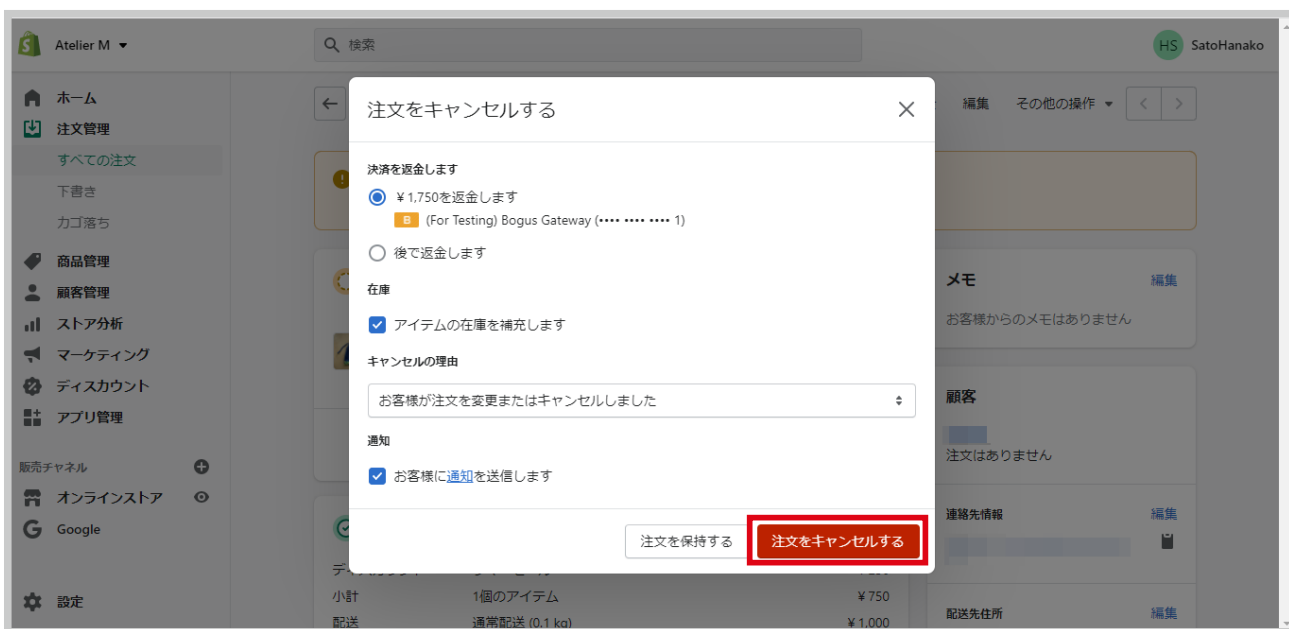 Atelier M
検索
HS SatoHanako
ホーム
注文管理
すべての注文
下書き
カゴ落ち
商品管理
顧客管理
ストア分析
マーケティング
ディスカウント
アプリ管理
販売チャネル
オンラインストア
Google
設定
編集 その他の操作
注文をキャンセルする
決済を返金します
¥1,750を返金します
B (For Testing) Bogus Gateway (•••• •••• •••• 1)
後で返金します
在庫
アイテムの在庫を補充します
キャンセルの理由
お客様が注文を変更またはキャンセルしました
通知
お客様に通知を送信します
注文を保持する 注文をキャンセルする
小計 1個のアイテム ¥750
配送 通常配送 (0.1 kg) ¥1,000
メモ 編集
お客様からのメモはありません
顧客
注文はありません
連絡先情報 編集
配送先住所 編集